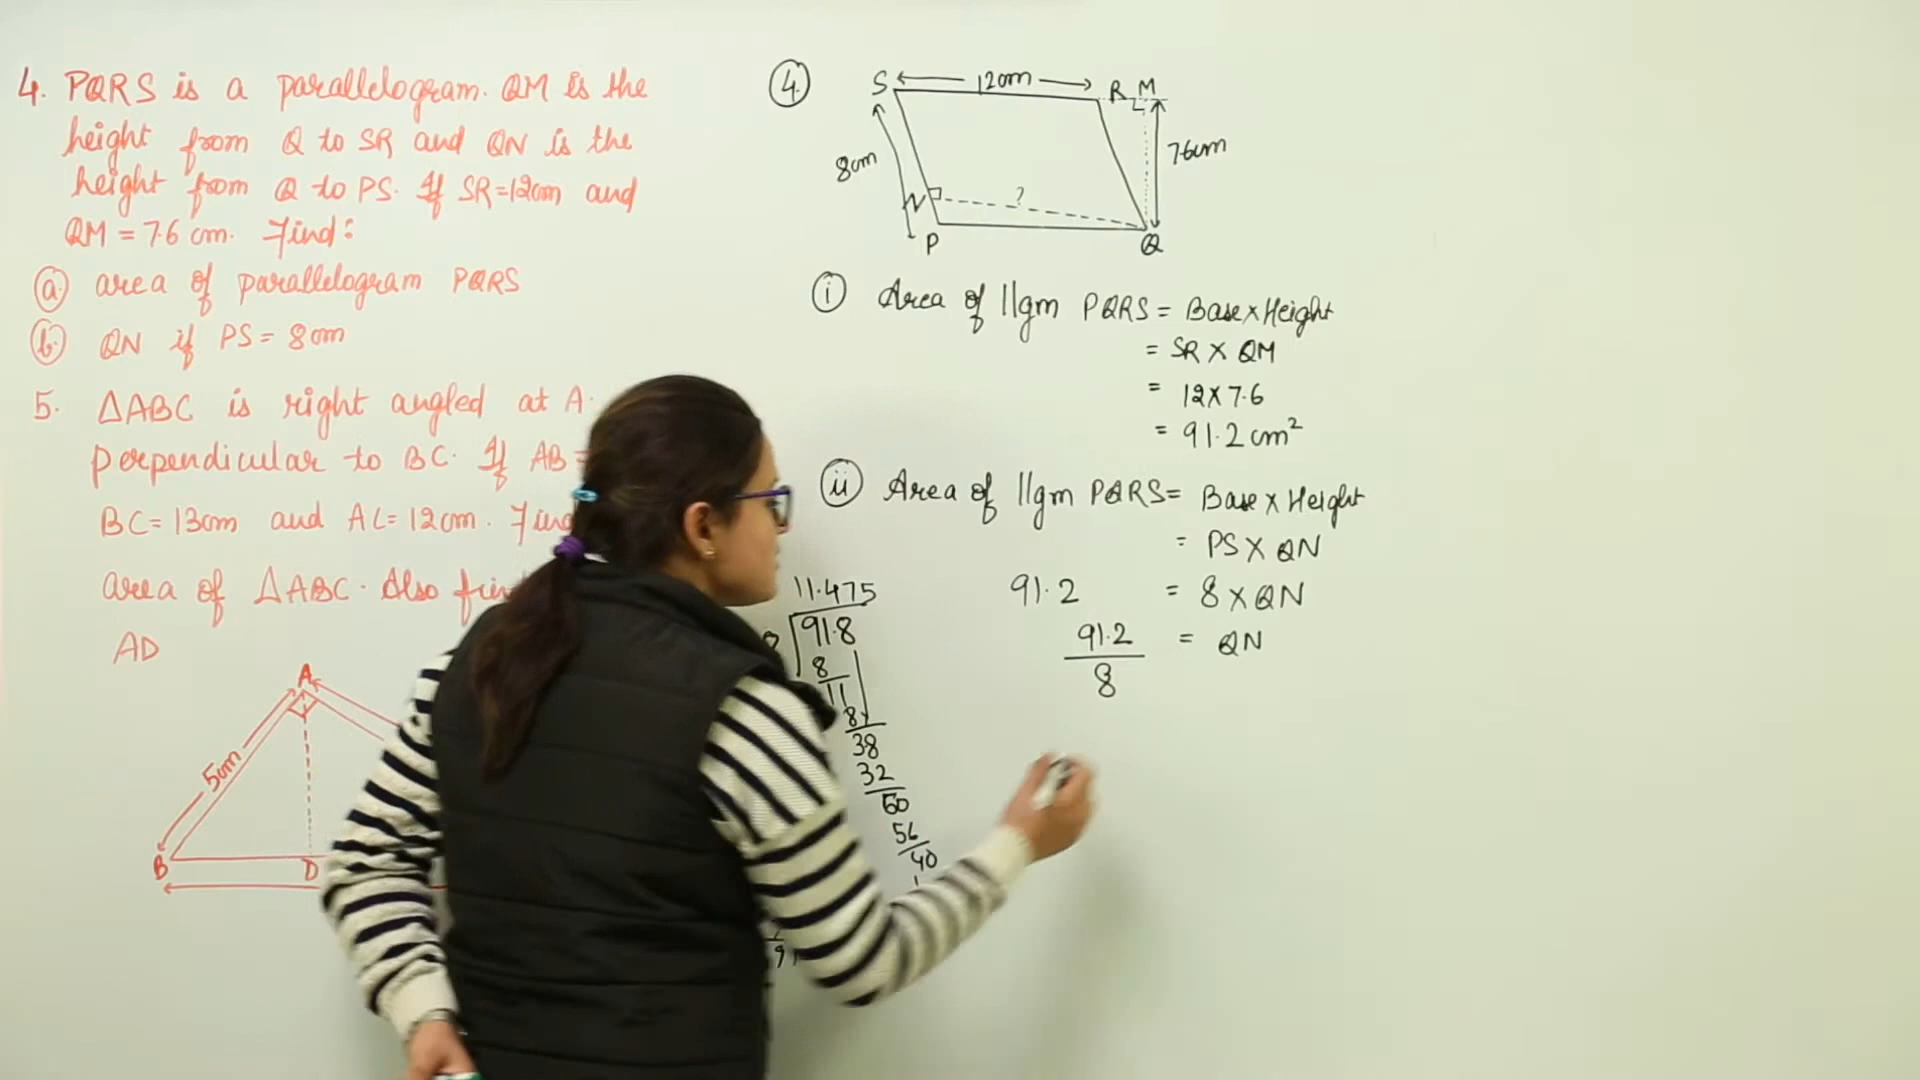 4. PQRS is a parallelogram. QM is the
height from Q to SR and QN is the
height from Q to PS. If SR=12cm and
QM = 7.6 cm. Find:
(a) area of parallelogram PQRS
(b) QN if PS = 8cm
5. △ABC is right angled at A.
perpendicular to BC. If AB =
BC = 13cm and AC = 12cm. Find
area of △ABC. Also
AD
A
5cm
B
D
(4)
S 12cm R M
8cm
7.6cm
N ?
P Q
(i) Area of ||gm PQRS = Base × Height
= SR × QM
= 12 × 7.6
= 91.2 cm²
(ii) Area of ||gm PQRS = Base × Height
= PS × QN
91.2 = 8 × QN
91.2 = QN
8
11.475
91.8
8
11
8
38
32
60
56
40